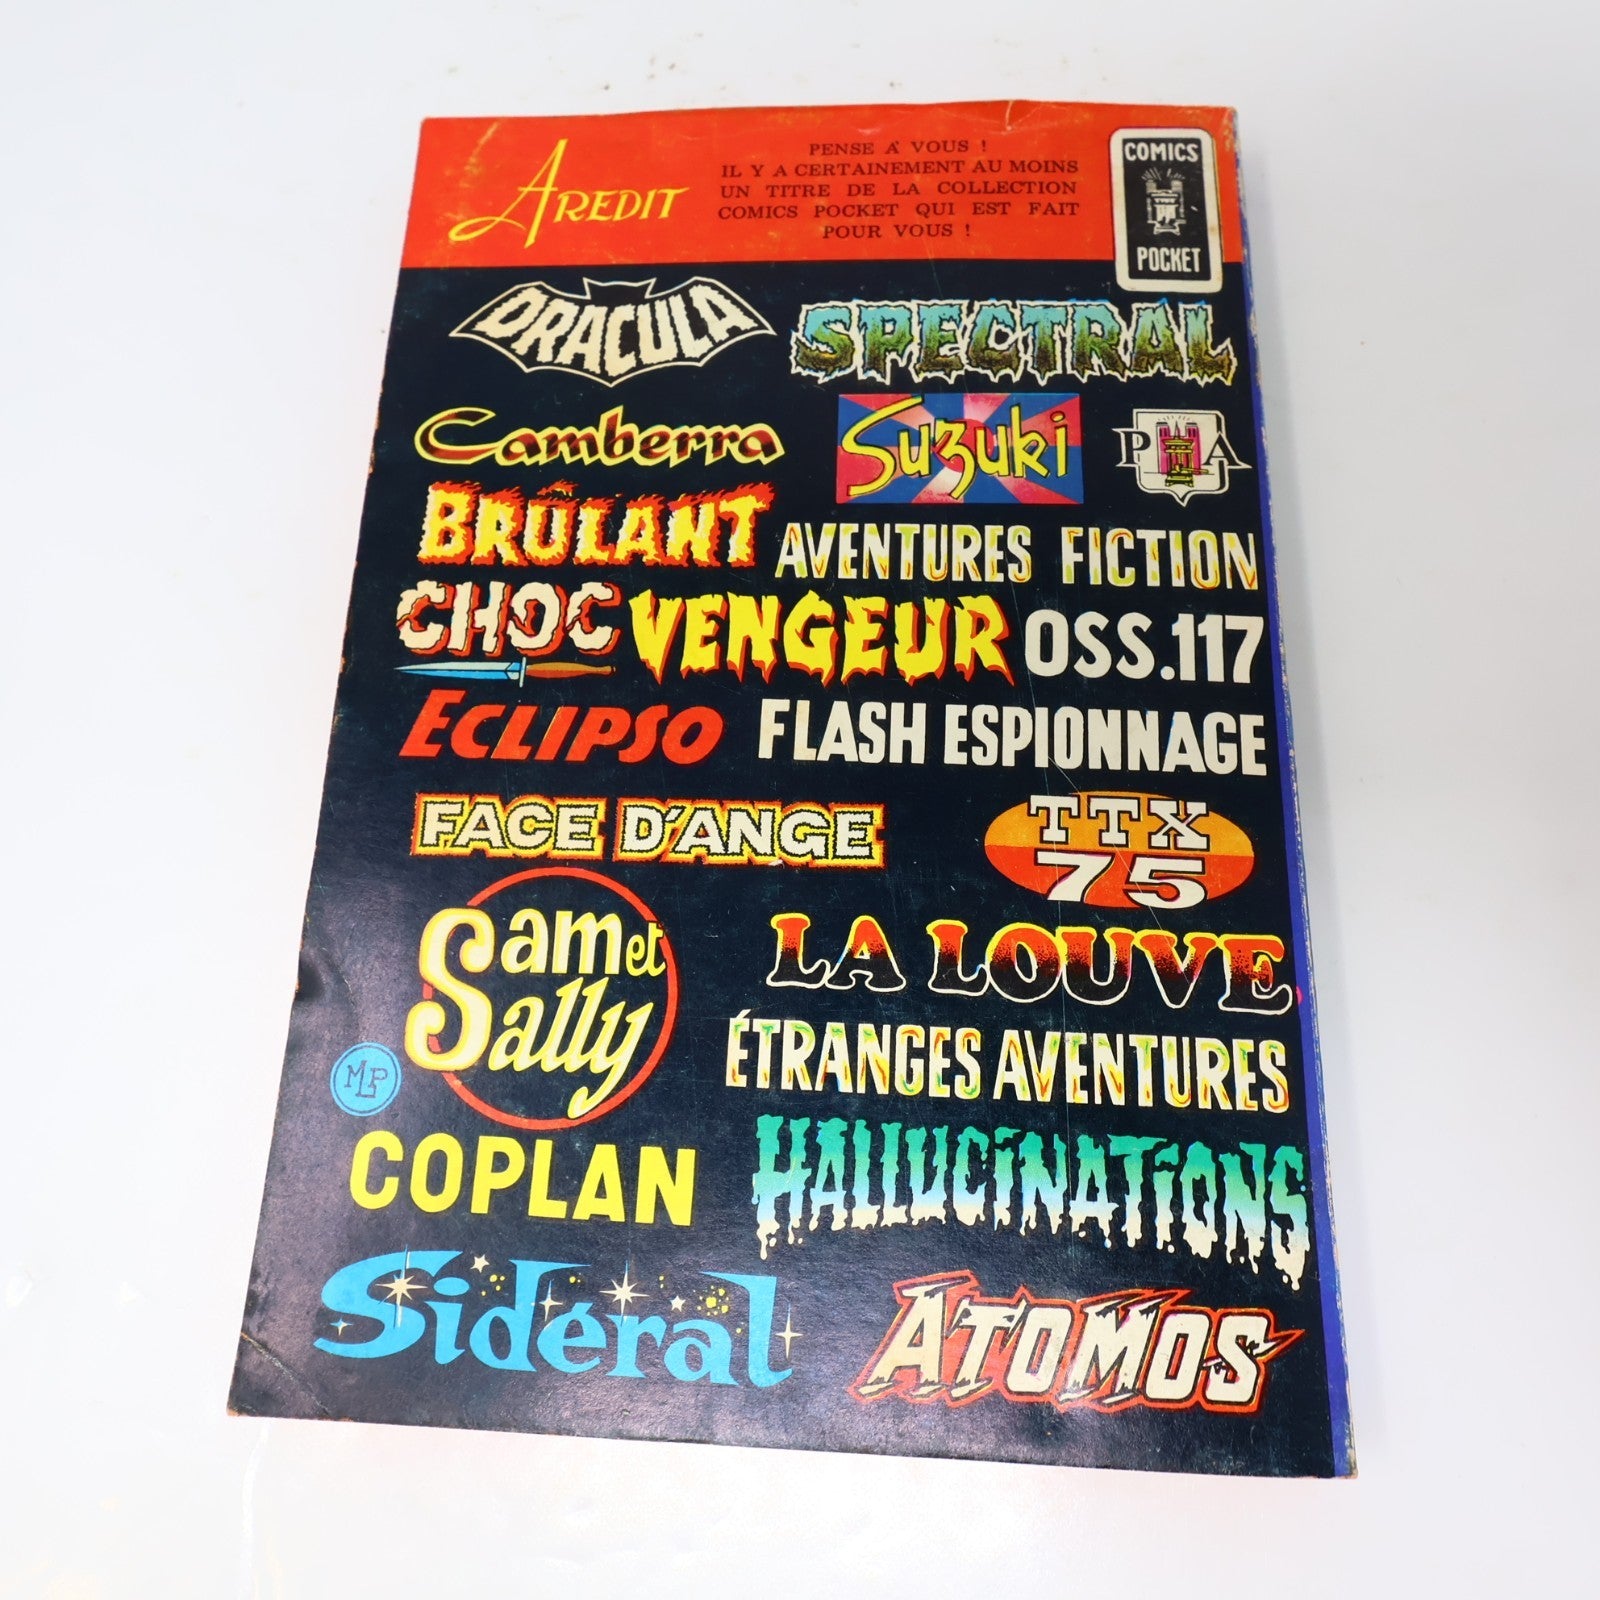 AREDIT
PENSE A VOUS !
IL Y A CERTAINEMENT AU MOINS
UN TITRE DE LA COLLECTION
COMICS POCKET QUI EST FAIT
POUR VOUS !
COMICS
POCKET
DRACULA
SPECTRAL
Camberra
Suzuki
P A
BRÛLANT
AVENTURES FICTION
CHOC
VENGEUR
OSS.117
ECLIPSO
FLASH ESPIONNAGE
FACE D'ANGE
TTX
75
Sam et
Sally
LA LOUVE
ÉTRANGES AVENTURES
MLP
COPLAN
HALLUCINATIONS
Sidéral
ATOMOS